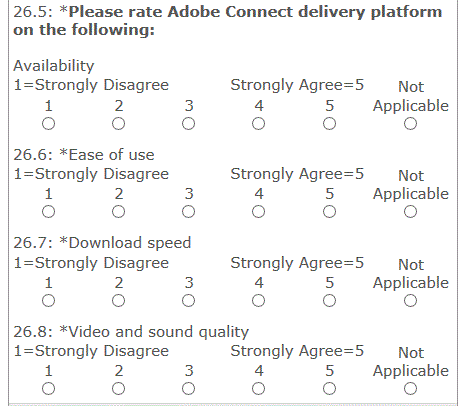 26.5: *Please rate Adobe Connect delivery platform
on the following:
Availability
1=Strongly Disagree Strongly Agree=5 Not
1 2 3 4 5 Applicable
26.6: *Ease of use
1=Strongly Disagree Strongly Agree=5 Not
1 2 3 4 5 Applicable
26.7: *Download speed
1=Strongly Disagree Strongly Agree=5 Not
1 2 3 4 5 Applicable
26.8: *Video and sound quality
1=Strongly Disagree Strongly Agree=5 Not
1 2 3 4 5 Applicable